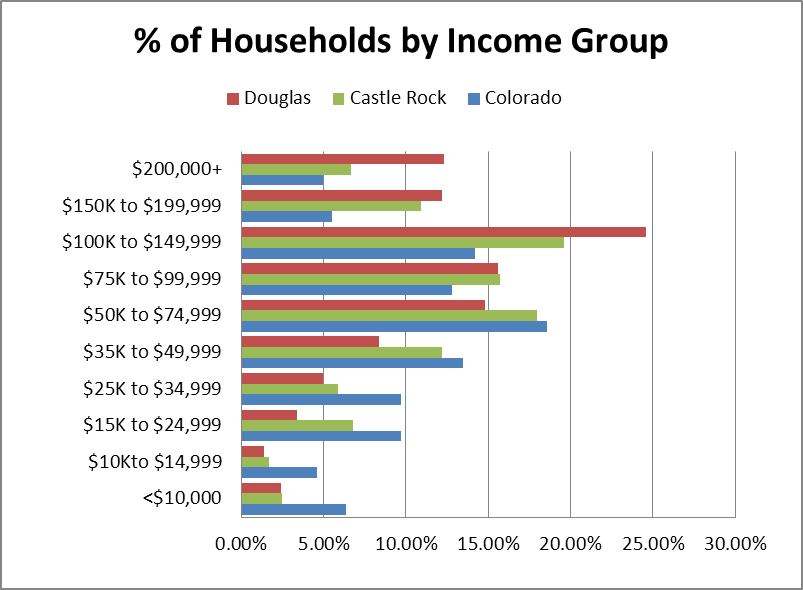 % of Households by Income Group
Douglas Castle Rock Colorado
$200,000+
$150K to $199,999
$100K to $149,999
$75K to $99,999
$50K to $74,999
$35K to $49,999
$25K to $34,999
$15K to $24,999
$10Kto $14,999
<$10,000
0.00% 5.00% 10.00% 15.00% 20.00% 25.00% 30.00%